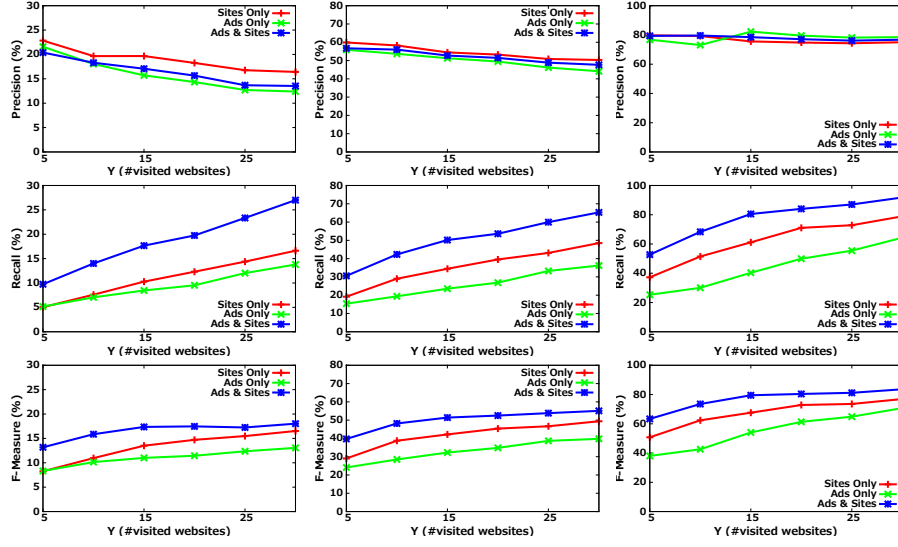 30
25
20
15
10
5
0
5
15
25
Precision (%)
Y (#visited websites)
Sites Only
Ads Only
Ads & Sites
80
70
60
50
40
30
20
10
0
5
15
25
Precision (%)
Y (#visited websites)
Sites Only
Ads Only
Ads & Sites
100
80
60
40
20
0
5
15
25
Precision (%)
Y (#visited websites)
Sites Only
Ads Only
Ads & Sites
30
25
20
15
10
5
0
5
15
25
Recall (%)
Y (#visited websites)
Sites Only
Ads Only
Ads & Sites
80
70
60
50
40
30
20
10
0
5
15
25
Recall (%)
Y (#visited websites)
Sites Only
Ads Only
Ads & Sites
100
80
60
40
20
0
5
15
25
Recall (%)
Y (#visited websites)
Sites Only
Ads Only
Ads & Sites
30
25
20
15
10
5
0
5
15
25
F-Measure (%)
Y (#visited websites)
Sites Only
Ads Only
Ads & Sites
80
70
60
50
40
30
20
10
0
5
15
25
F-Measure (%)
Y (#visited websites)
Sites Only
Ads Only
Ads & Sites
100
80
60
40
20
0
5
15
25
F-Measure (%)
Y (#visited websites)
Sites Only
Ads Only
Ads & Sites